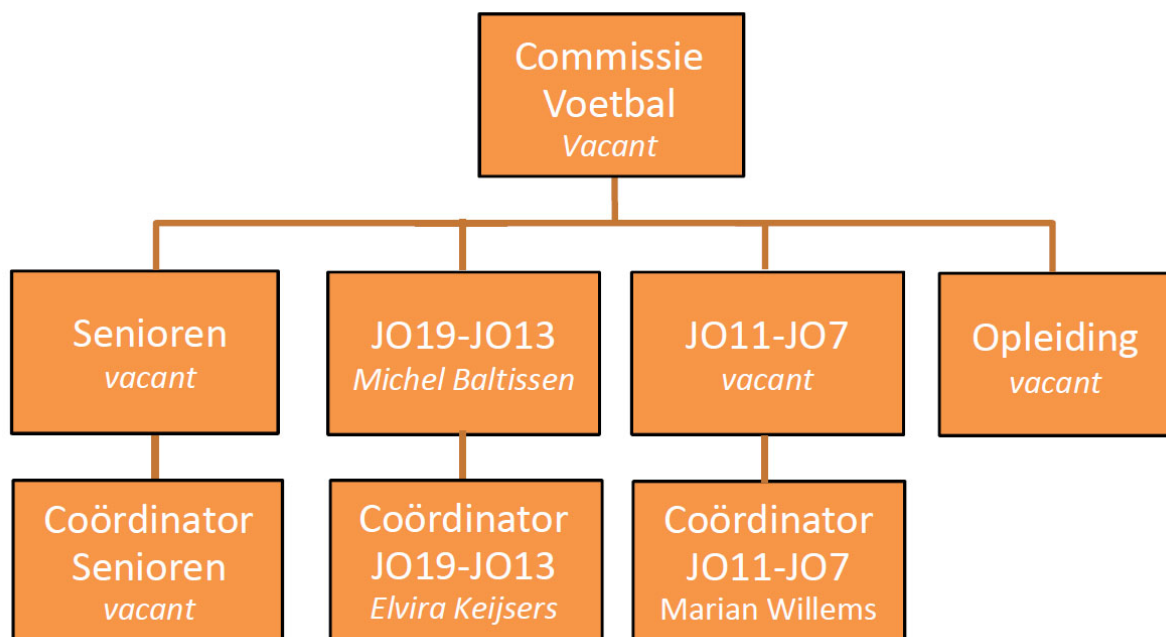 Commissie
Voetbal
Vacant
Senioren
vacant
JO19-JO13
Michel Baltissen
JO11-JO7
vacant
Opleiding
vacant
Coördinator
Senioren
vacant
Coördinator
JO19-JO13
Elvira Keijsers
Coördinator
JO11-JO7
Marian Willems